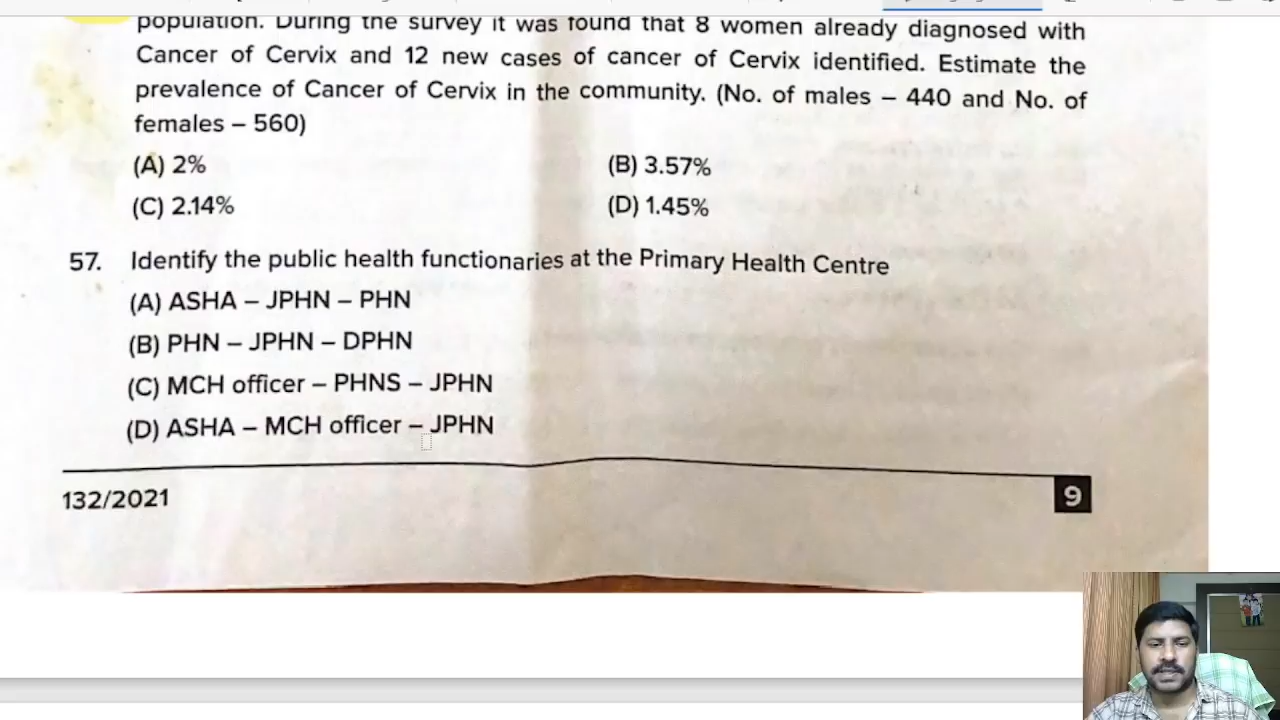 population. During the survey it was found that 8 women already diagnosed with
Cancer of Cervix and 12 new cases of cancer of Cervix identified. Estimate the
prevalence of Cancer of Cervix in the community. (No. of males – 440 and No. of
females – 560)
(A) 2% (B) 3.57%
(C) 2.14% (D) 1.45%
57. Identify the public health functionaries at the Primary Health Centre
(A) ASHA – JPHN – PHN
(B) PHN – JPHN – DPHN
(C) MCH officer – PHNS – JPHN
(D) ASHA – MCH officer – JPHN
132/2021 9